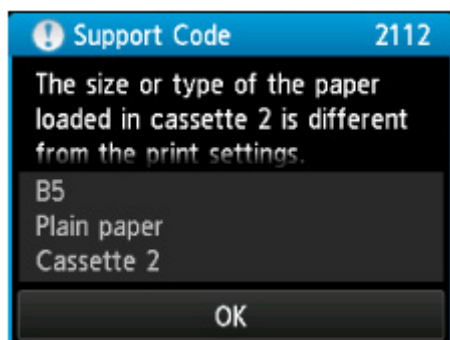 Support Code 2112
The size or type of the paper
loaded in cassette 2 is different
from the print settings.
B5
Plain paper
Cassette 2
OK